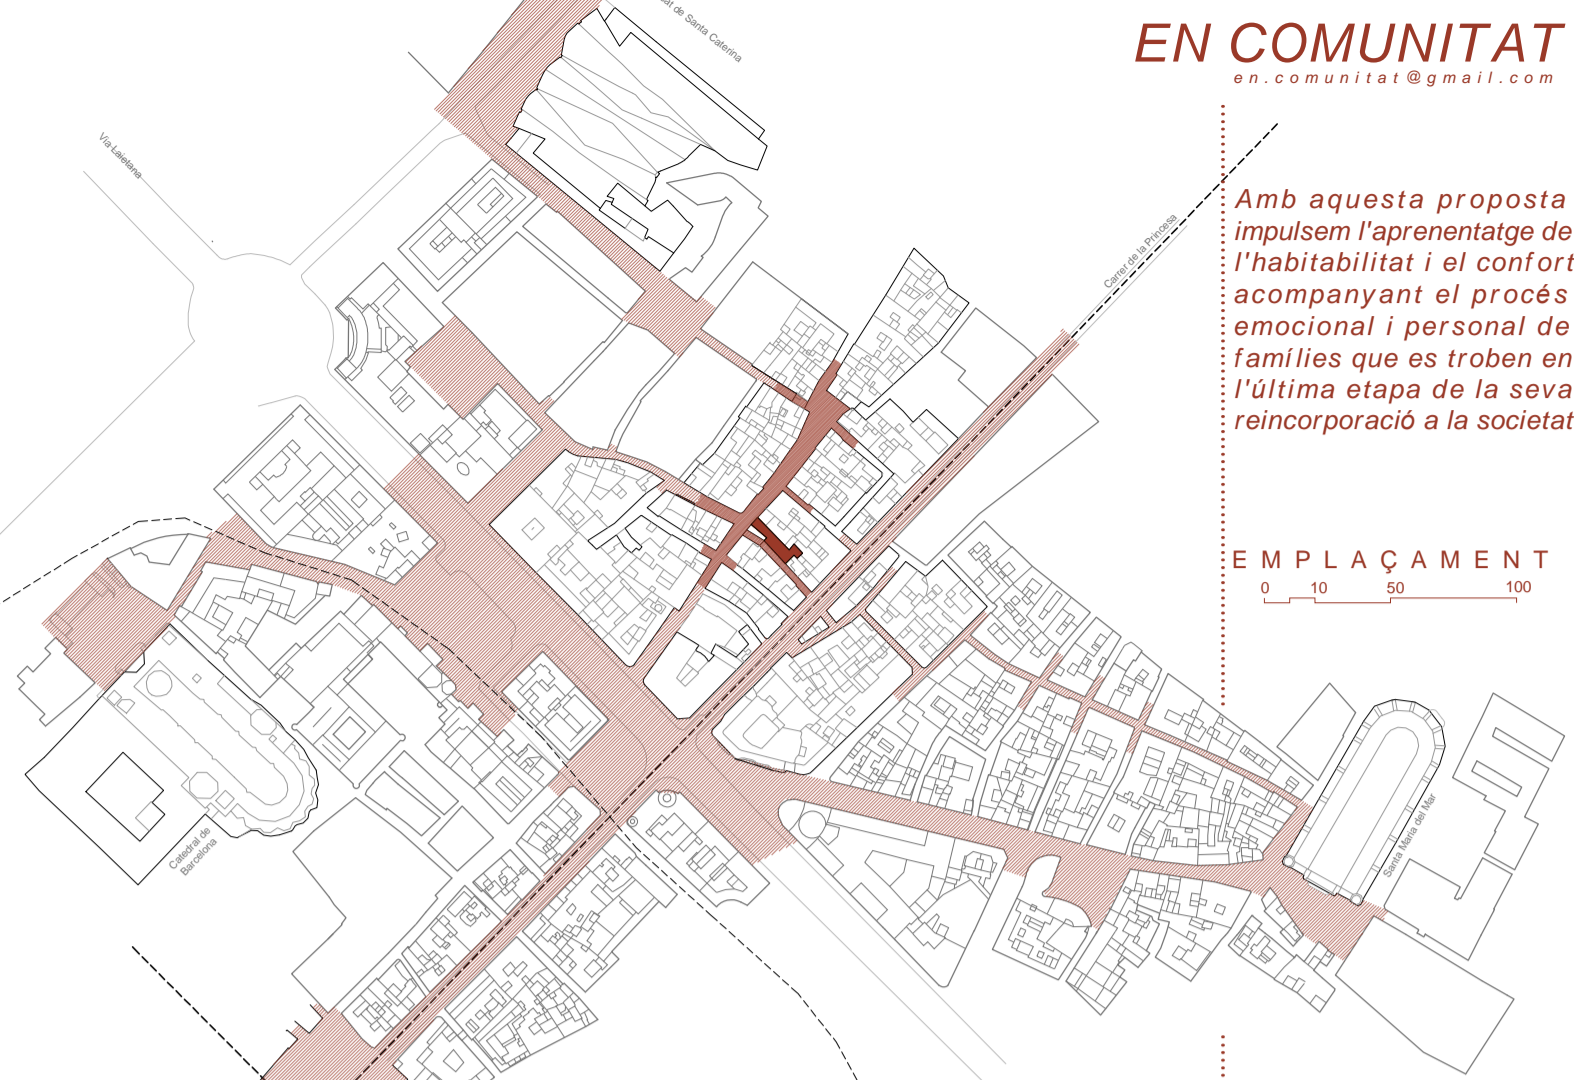 EN COMUNITAT
en.comunitat@gmail.com
Amb aquesta proposta
impulsem l'aprenentatge de
l'habitabilitat i el confort
acompanyant el procés
emocional i personal de
famílies que es troben en
l'última etapa de la seva
reincorporació a la societat
EMPLAÇAMENT
0 10 50 100
de Santa Caterina
Via Laietana
Carrer de la Princesa
Catedral de
Barcelona
Santa Maria del Mar